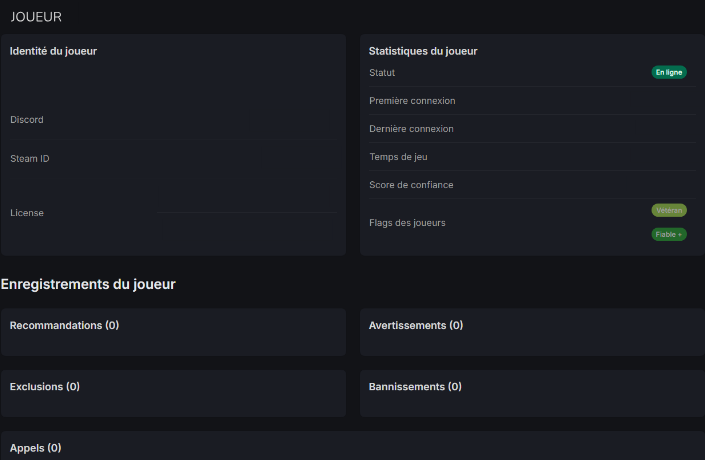 JOUEUR
Identité du joueur
Discord
Steam ID
License
Statistiques du joueur
Statut
En ligne
Première connexion
Dernière connexion
Temps de jeu
Score de confiance
Flags des joueurs
Vétéran
Fiable +
Enregistrements du joueur
Recommandations (0)
Avertissements (0)
Exclusions (0)
Bannissements (0)
Appels (0)